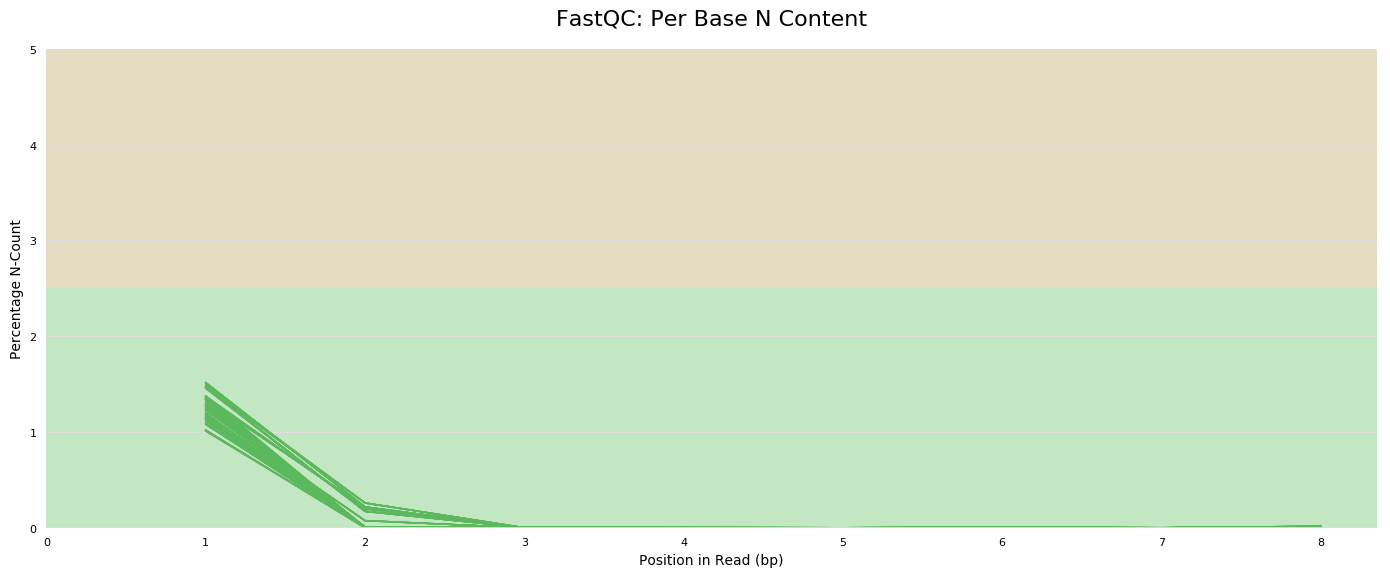 FastQC: Per Base N Content
5
4
3
2
1
0
Percentage N-Count
0 1 2 3 4 5 6 7 8
Position in Read (bp)